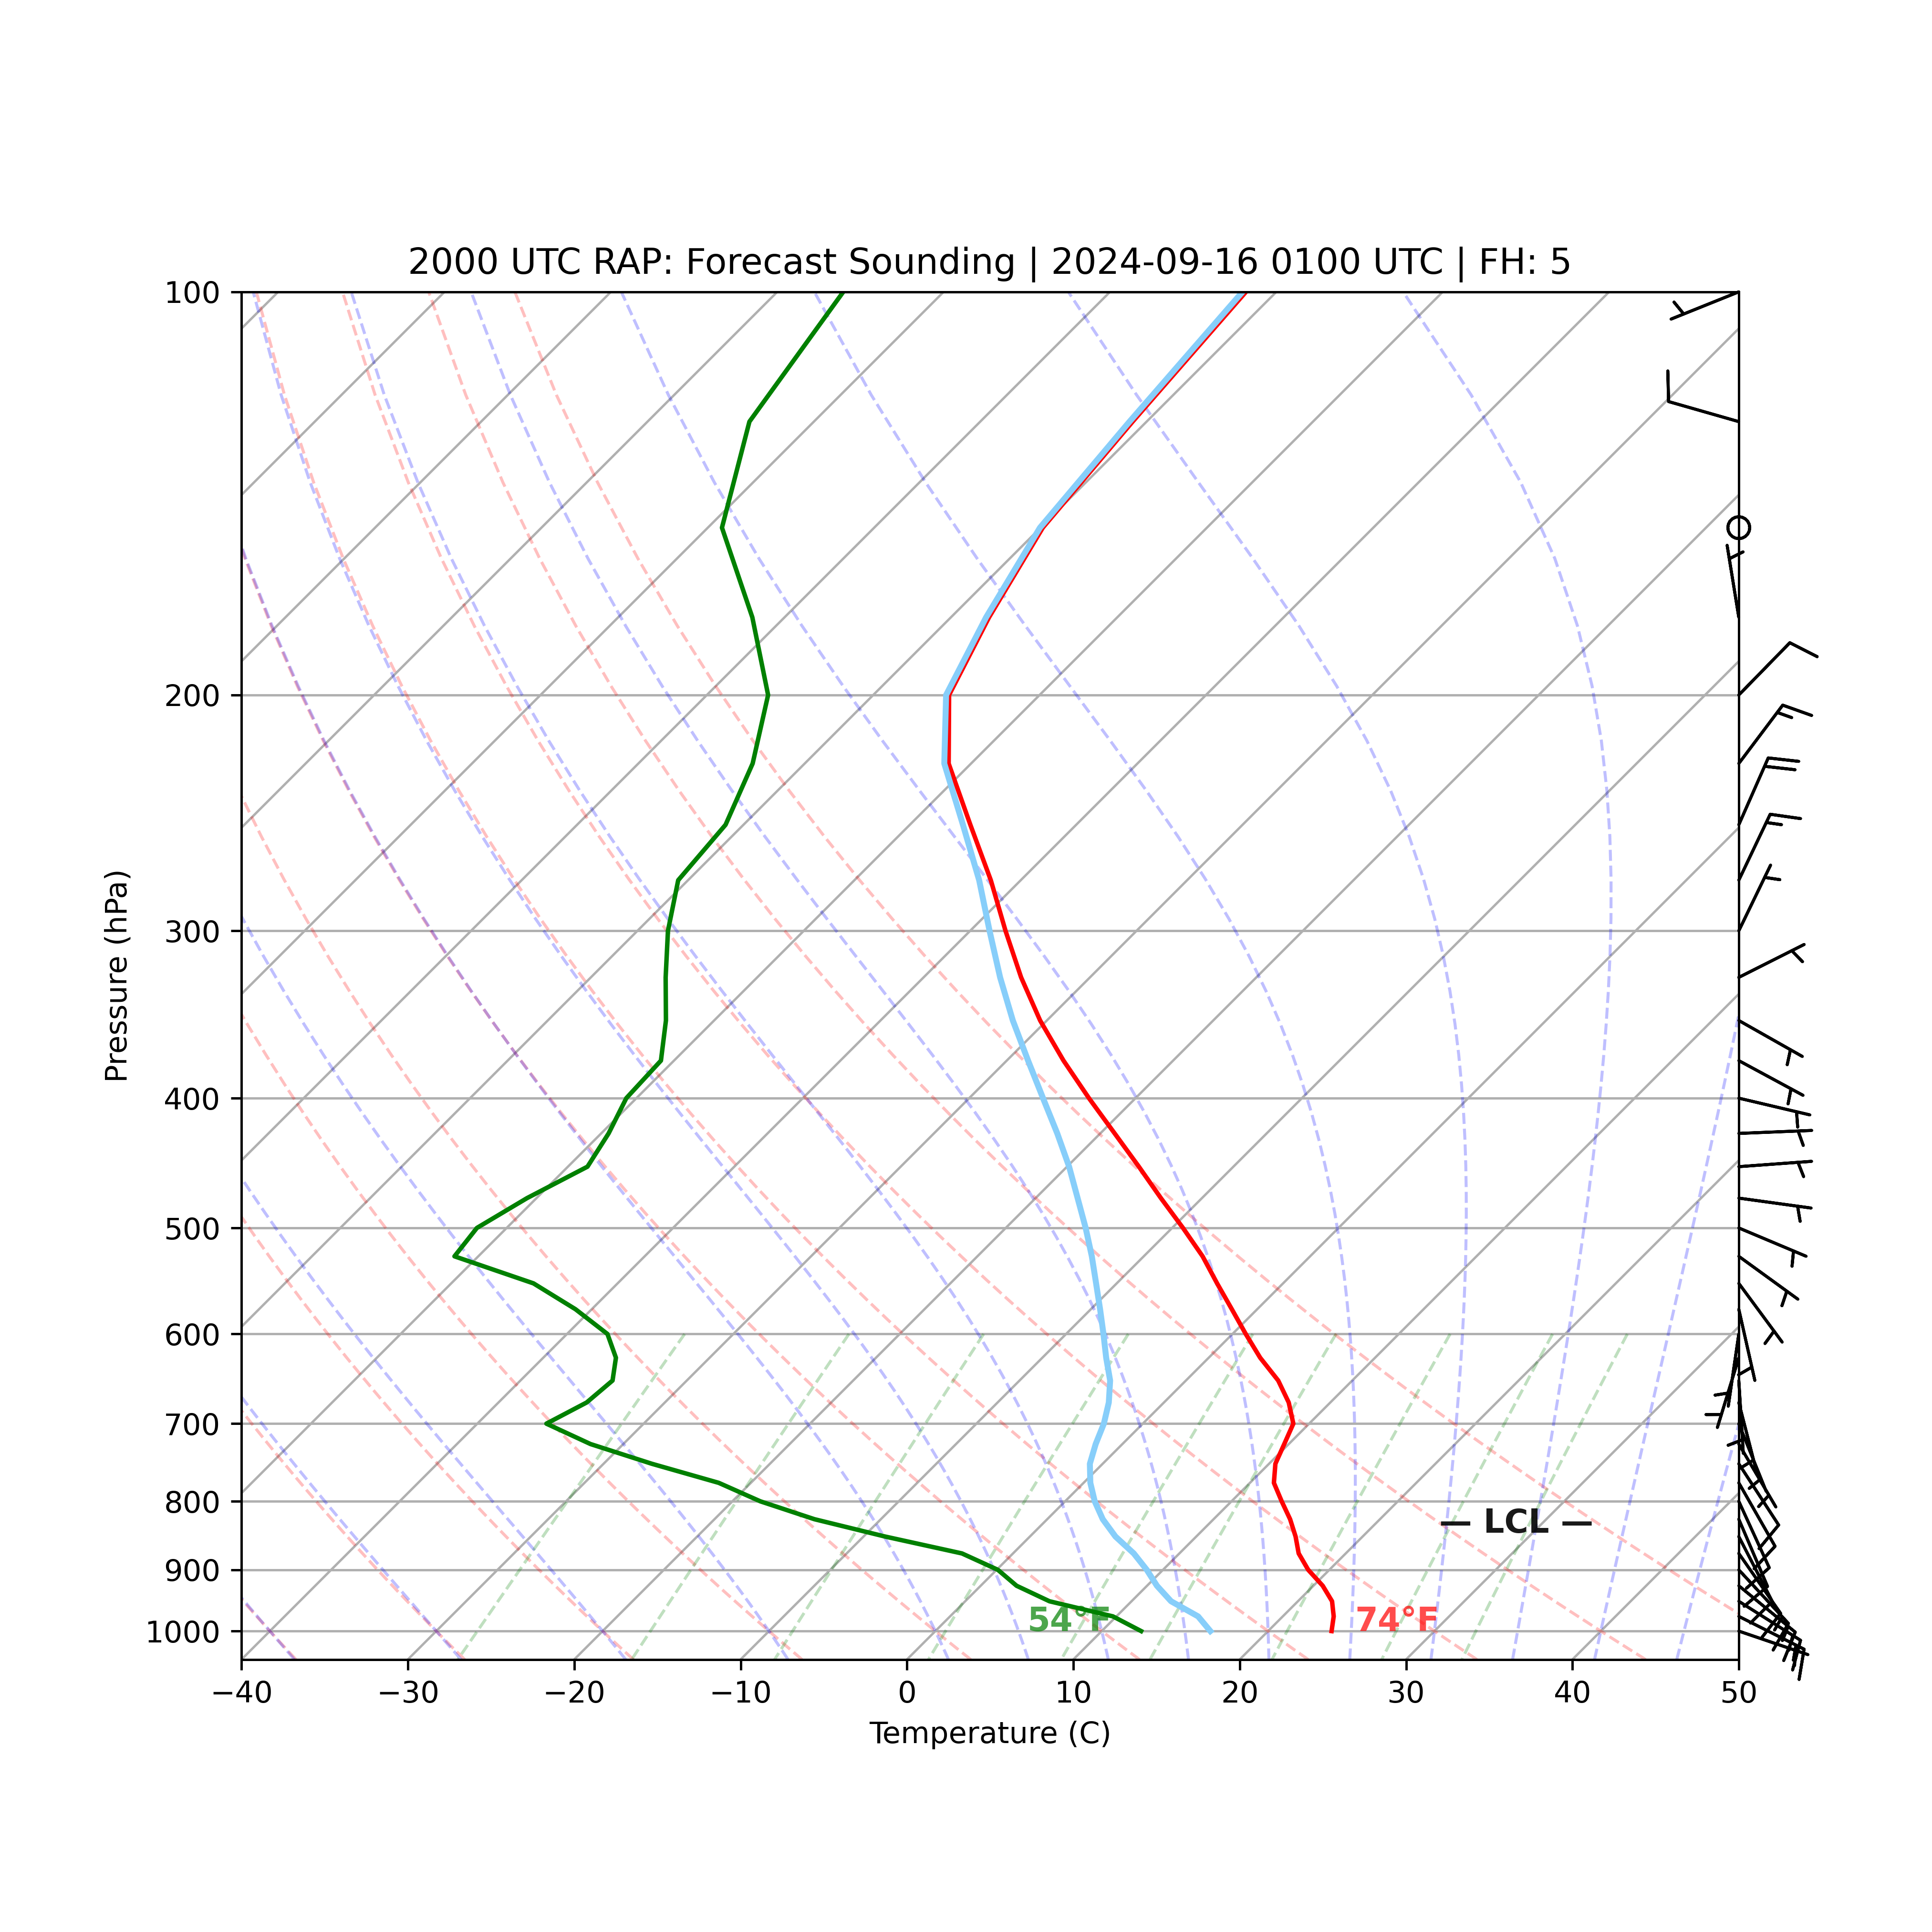 2000 UTC RAP: Forecast Sounding | 2024-09-16 0100 UTC | FH: 5
100
200
300
400
500
600
700
800
900
1000
Pressure (hPa)
— LCL —
54°F
74°F
−40 −30 −20 −10 0 10 20 30 40 50
Temperature (C)